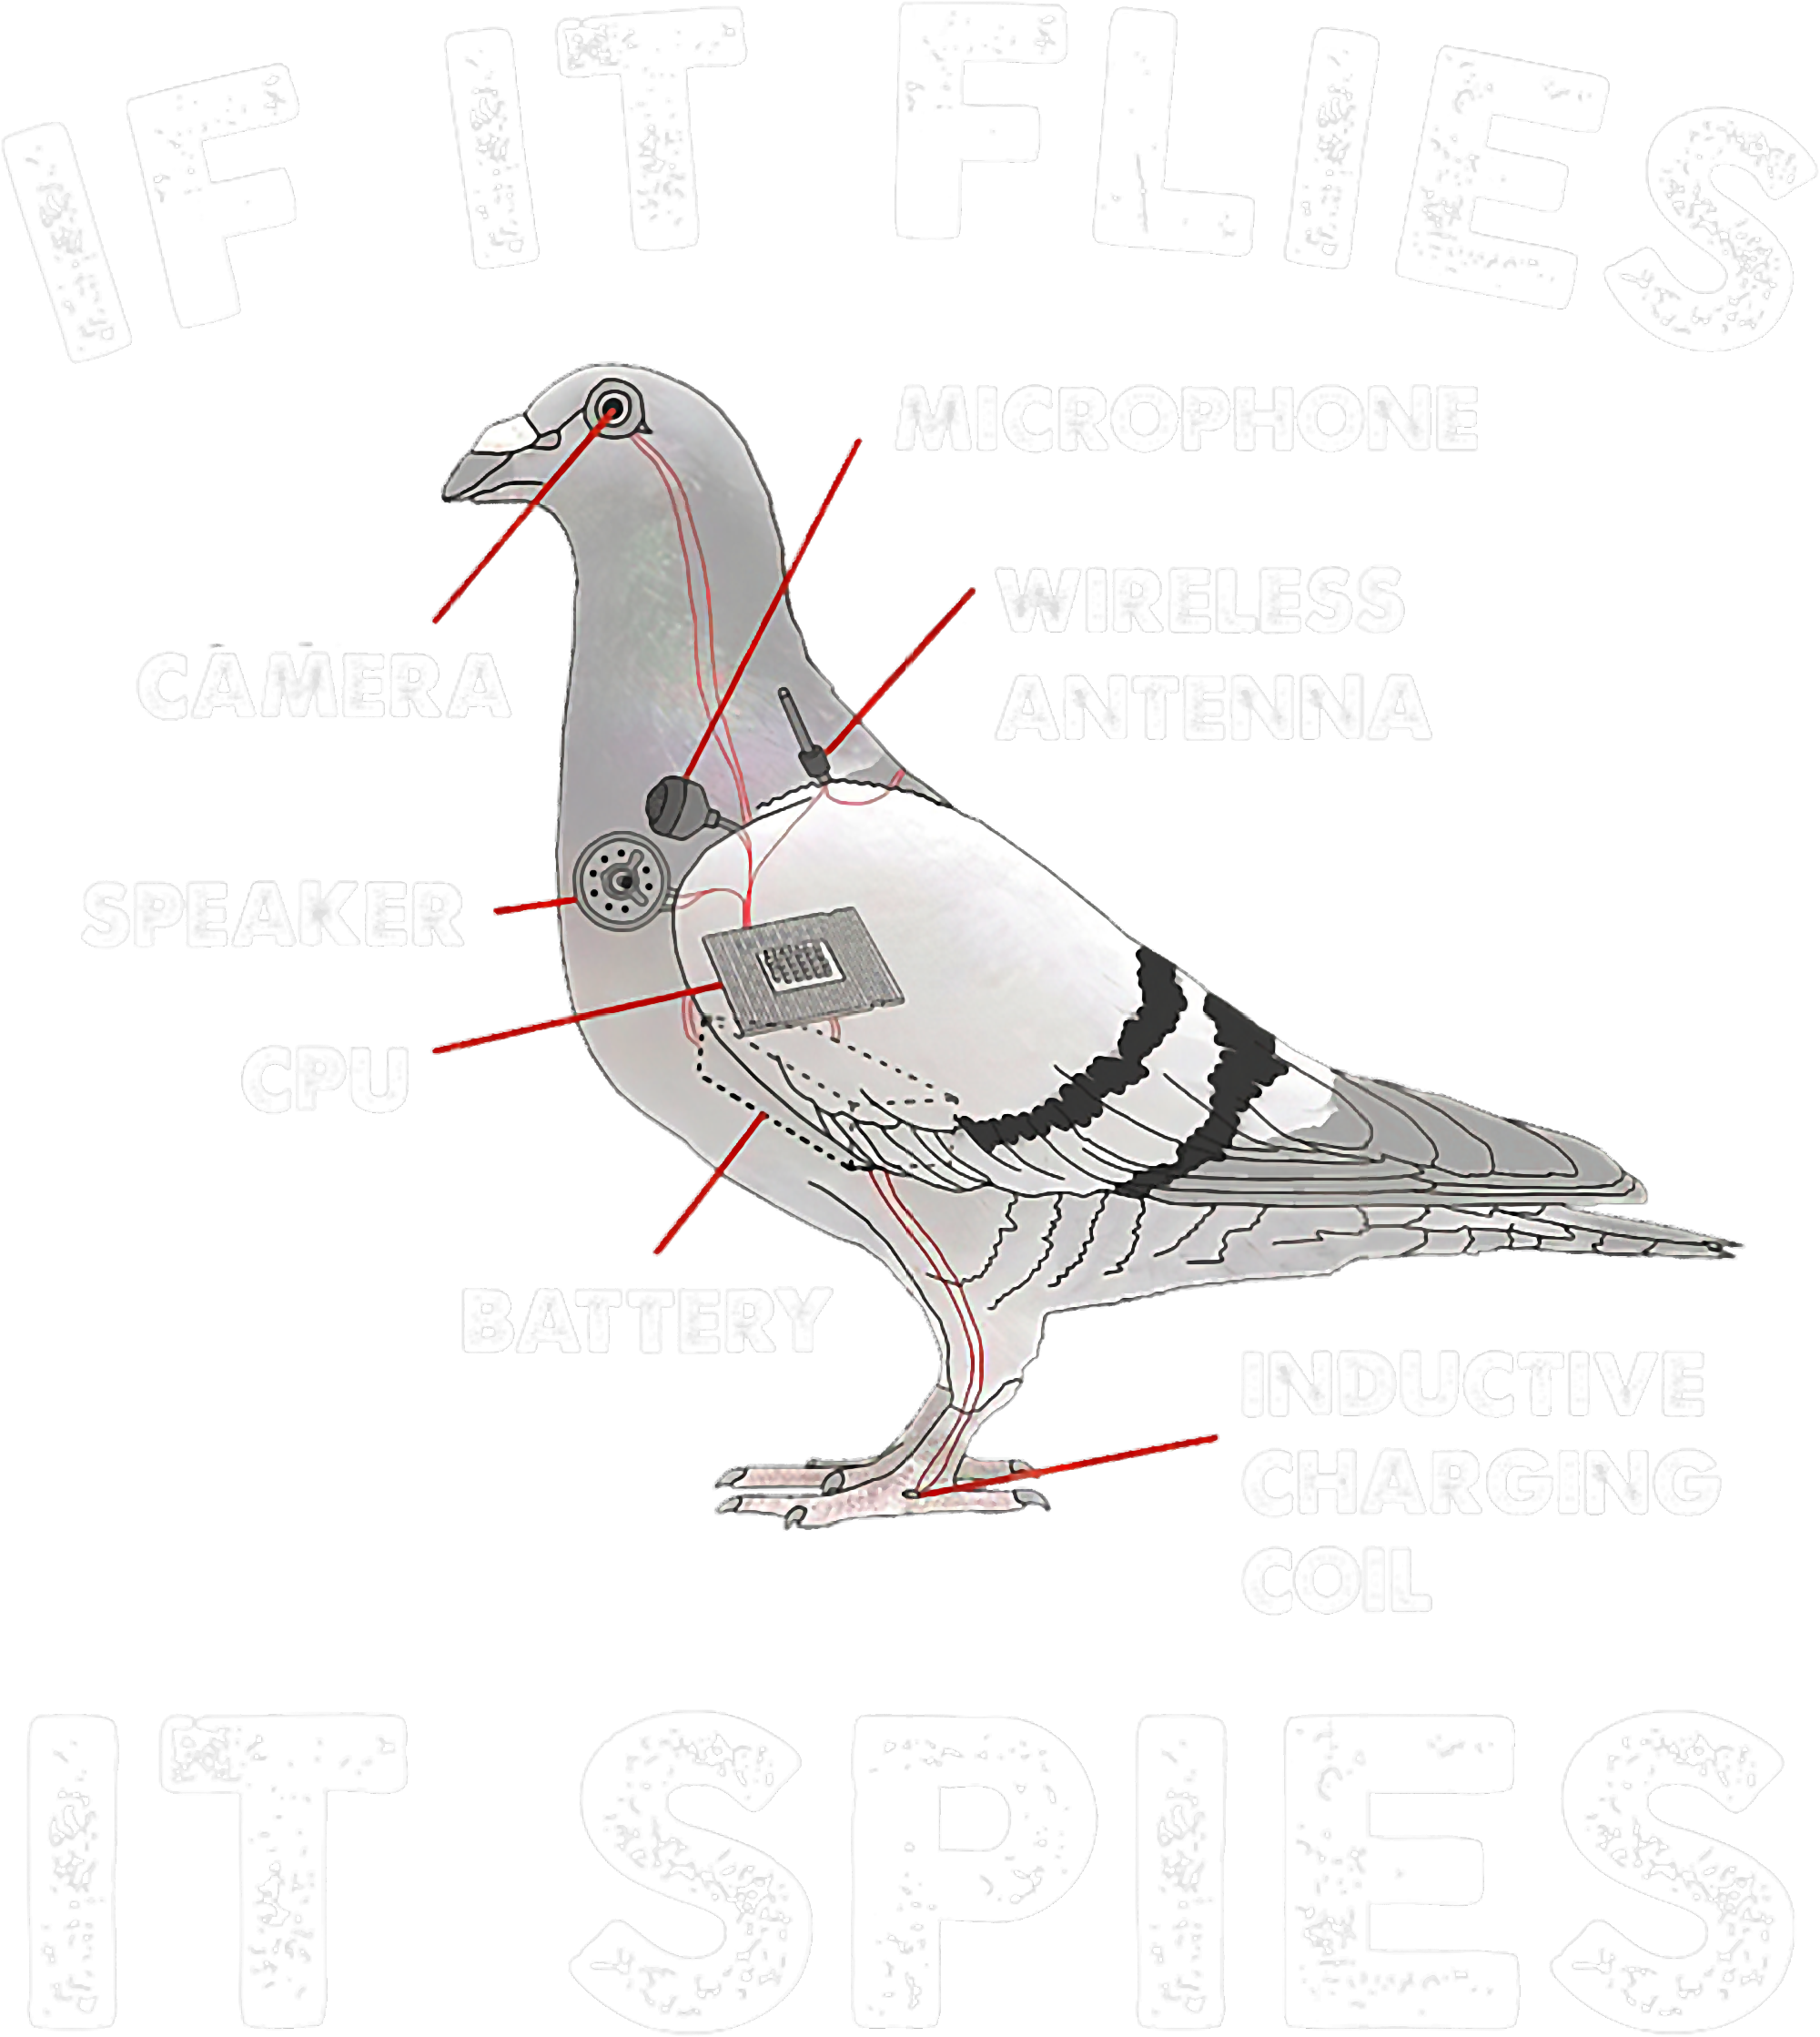 IF IT FLIES
MICROPHONE
WIRELESS
ANTENNA
CAMERA
SPEAKER
CPU
BATTERY
INDUCTIVE
CHARGING
COIL
IT SPIES